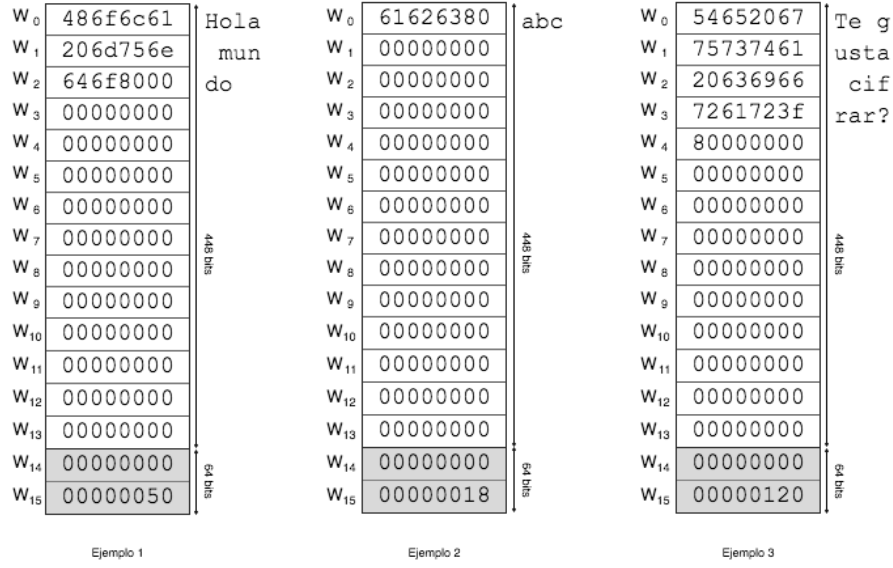 W0 486f6c61 Hola
W1 206d756e mun
W2 646f8000 do
W3 00000000
W4 00000000
W5 00000000
W6 00000000
W7 00000000
W8 00000000
W9 00000000
W10 00000000
W11 00000000
W12 00000000
W13 00000000
448 bits
W14 00000000
W15 00000050
64 bits
Ejemplo 1
W0 61626380 abc
W1 00000000
W2 00000000
W3 00000000
W4 00000000
W5 00000000
W6 00000000
W7 00000000
W8 00000000
W9 00000000
W10 00000000
W11 00000000
W12 00000000
W13 00000000
448 bits
W14 00000000
W15 00000018
64 bits
Ejemplo 2
W0 54652067 Te g
W1 75737461 usta
W2 20636966 cif
W3 7261723f rar?
W4 80000000
W5 00000000
W6 00000000
W7 00000000
W8 00000000
W9 00000000
W10 00000000
W11 00000000
W12 00000000
W13 00000000
448 bits
W14 00000000
W15 00000120
64 bits
Ejemplo 3